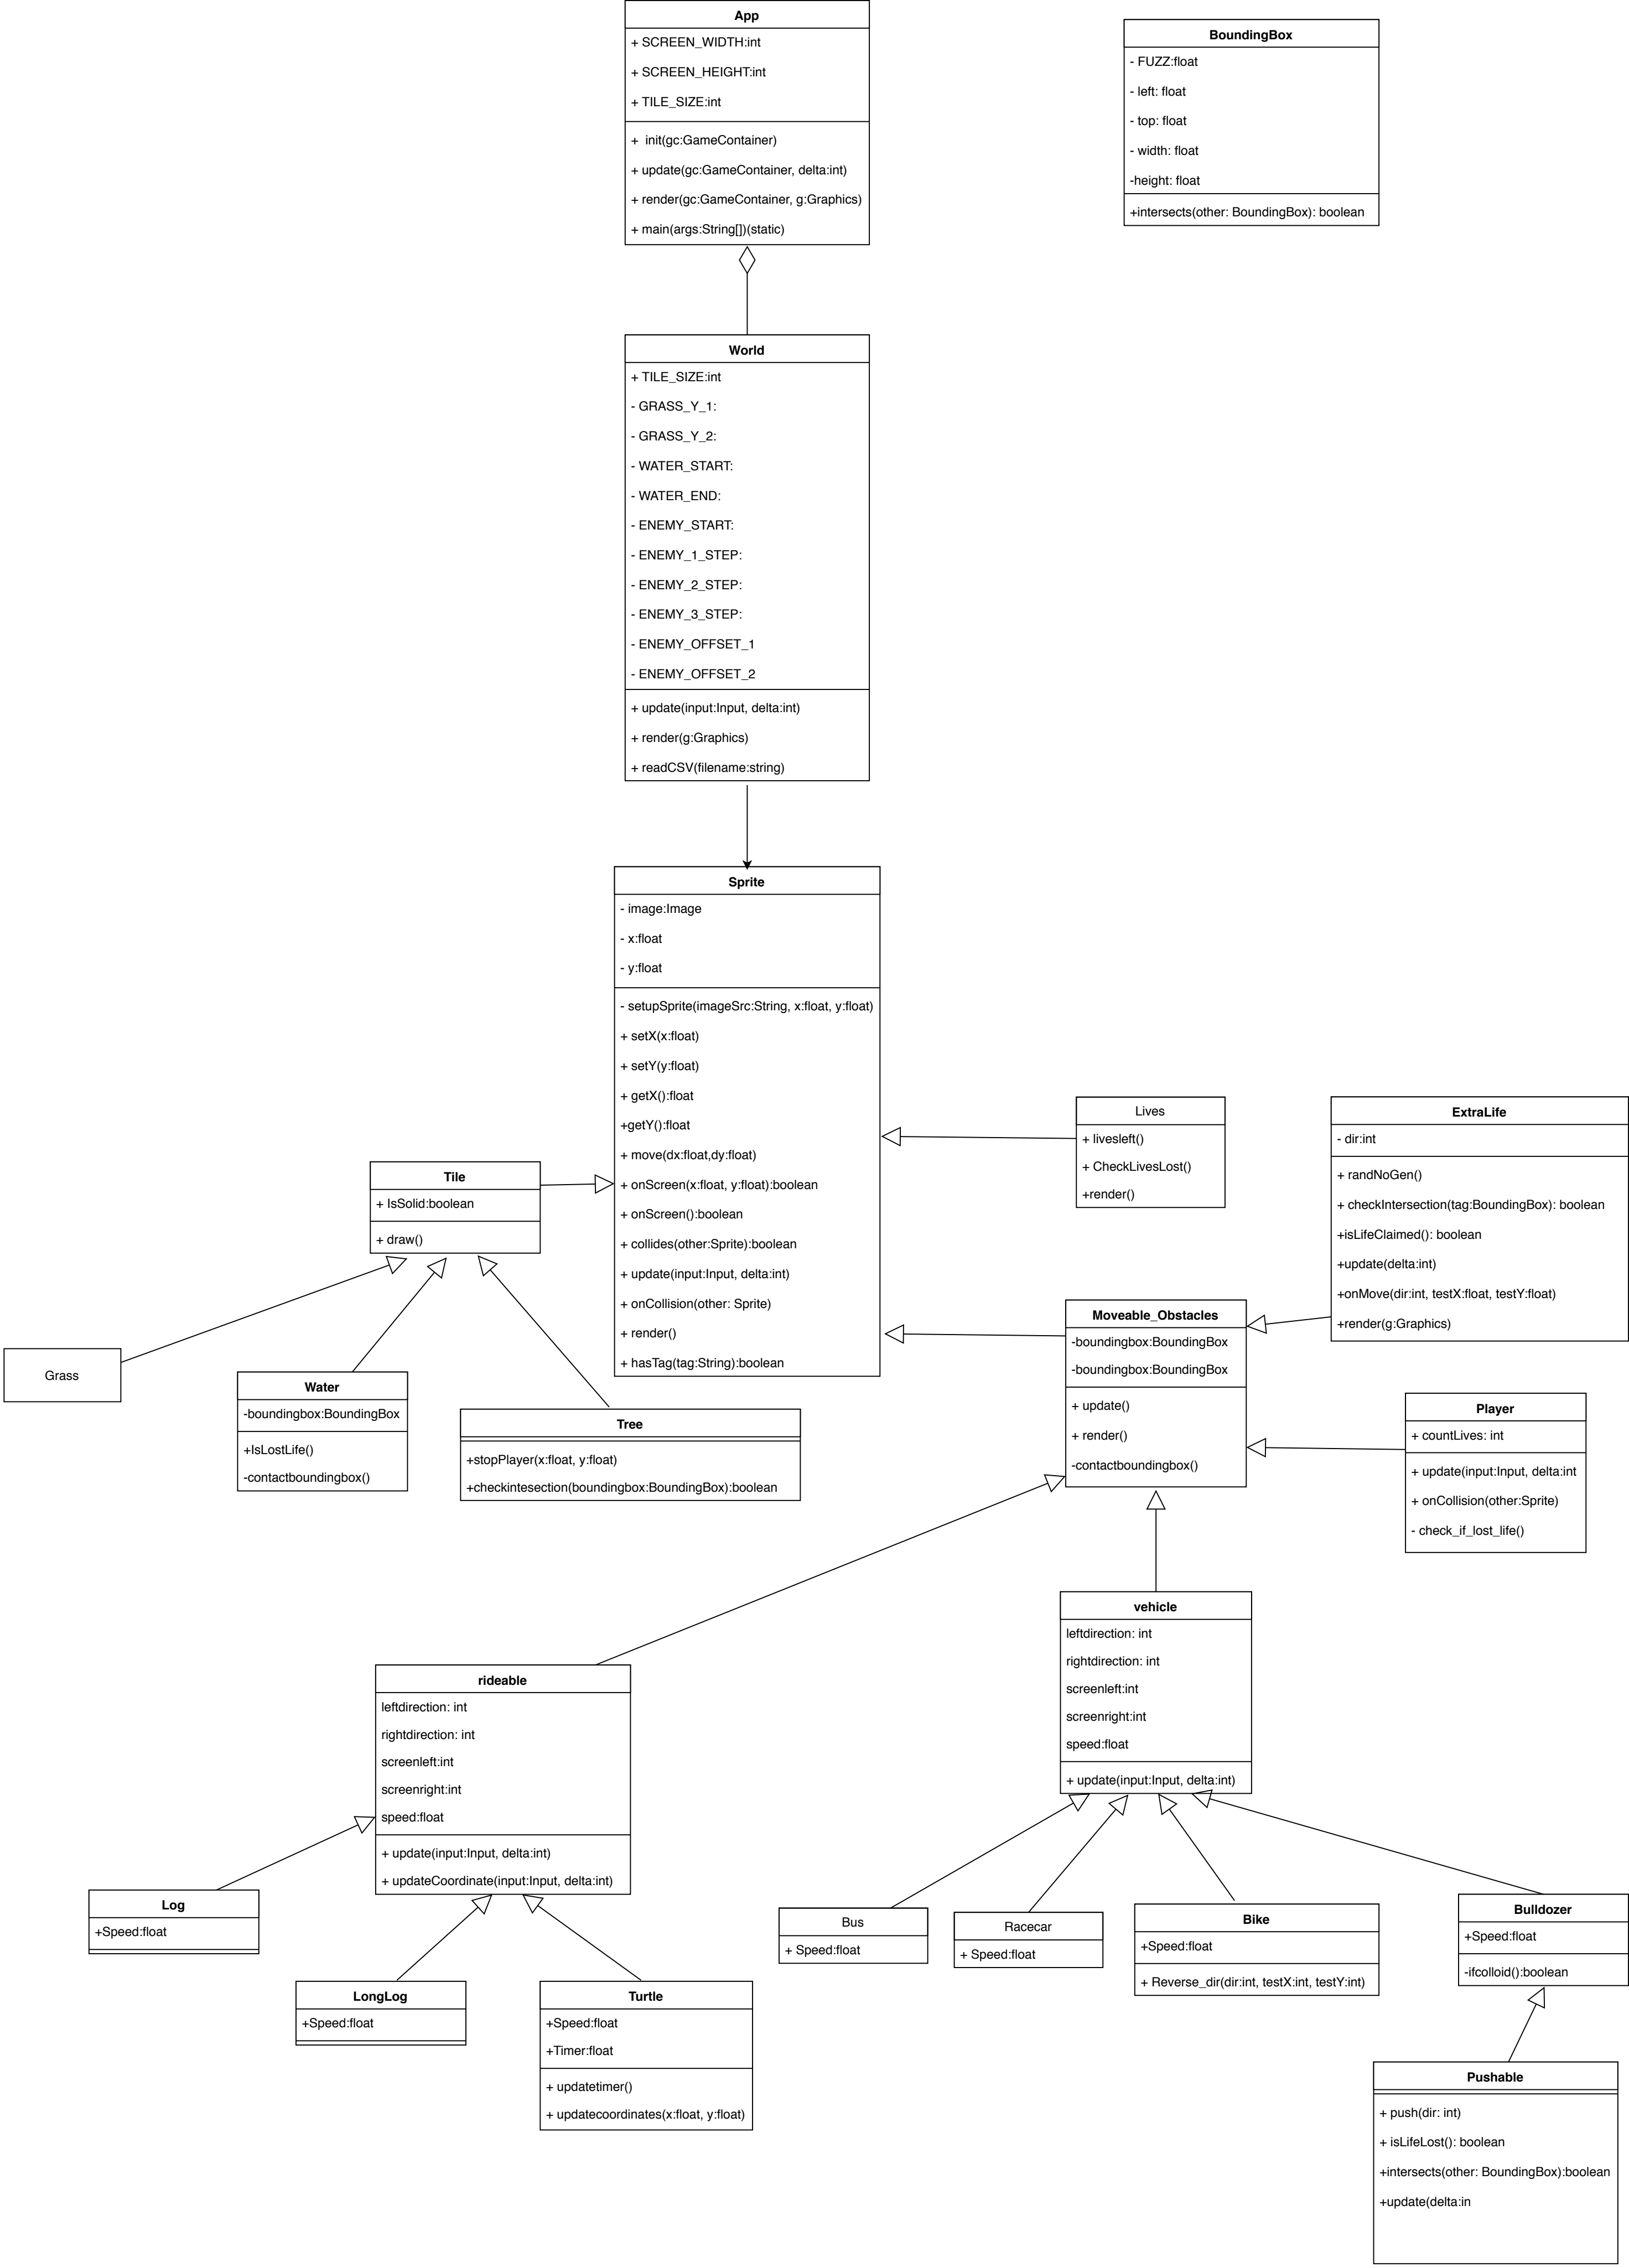 App
+ SCREEN_WIDTH:int
+ SCREEN_HEIGHT:int
+ TILE_SIZE:int
+  init(gc:GameContainer)
+ update(gc:GameContainer, delta:int)
+ render(gc:GameContainer, g:Graphics)
+ main(args:String[])(static)
BoundingBox
- FUZZ:float
- left: float
- top: float
- width: float
-height: float
+intersects(other: BoundingBox): boolean
World
+ TILE_SIZE:int
- GRASS_Y_1:
- GRASS_Y_2:
- WATER_START:
- WATER_END:
- ENEMY_START:
- ENEMY_1_STEP:
- ENEMY_2_STEP:
- ENEMY_3_STEP:
- ENEMY_OFFSET_1
- ENEMY_OFFSET_2
+ update(input:Input, delta:int)
+ render(g:Graphics)
+ readCSV(filename:string)
Sprite
- image:Image
- x:float
- y:float
- setupSprite(imageSrc:String, x:float, y:float)
+ setX(x:float)
+ setY(y:float)
+ getX():float
+getY():float
+ move(dx:float,dy:float)
+ onScreen(x:float, y:float):boolean
+ onScreen():boolean
+ collides(other:Sprite):boolean
+ update(input:Input, delta:int)
+ onCollision(other: Sprite)
+ render()
+ hasTag(tag:String):boolean
Lives
+ livesleft()
+ CheckLivesLost()
+render()
ExtraLife
- dir:int
+ randNoGen()
+ checkIntersection(tag:BoundingBox): boolean
+isLifeClaimed(): boolean
+update(delta:int)
+onMove(dir:int, testX:float, testY:float)
+render(g:Graphics)
Tile
+ IsSolid:boolean
+ draw()
Grass
Water
-boundingbox:BoundingBox
+IsLostLife()
-contactboundingbox()
Tree
+stopPlayer(x:float, y:float)
+checkintesection(boundingbox:BoundingBox):boolean
Moveable_Obstacles
-boundingbox:BoundingBox
-boundingbox:BoundingBox
+ update()
+ render()
-contactboundingbox()
Player
+ countLives: int
+ update(input:Input, delta:int
+ onCollision(other:Sprite)
- check_if_lost_life()
vehicle
leftdirection: int
rightdirection: int
screenleft:int
screenright:int
speed:float
+ update(input:Input, delta:int)
rideable
leftdirection: int
rightdirection: int
screenleft:int
screenright:int
speed:float
+ update(input:Input, delta:int)
+ updateCoordinate(input:Input, delta:int)
Log
+Speed:float
LongLog
+Speed:float
Turtle
+Speed:float
+Timer:float
+ updatetimer()
+ updatecoordinates(x:float, y:float)
Bus
+ Speed:float
Racecar
+ Speed:float
Bike
+Speed:float
+ Reverse_dir(dir:int, testX:int, testY:int)
Bulldozer
+Speed:float
-ifcolloid():boolean
Pushable
+ push(dir: int)
+ isLifeLost(): boolean
+intersects(other: BoundingBox):boolean
+update(delta:in